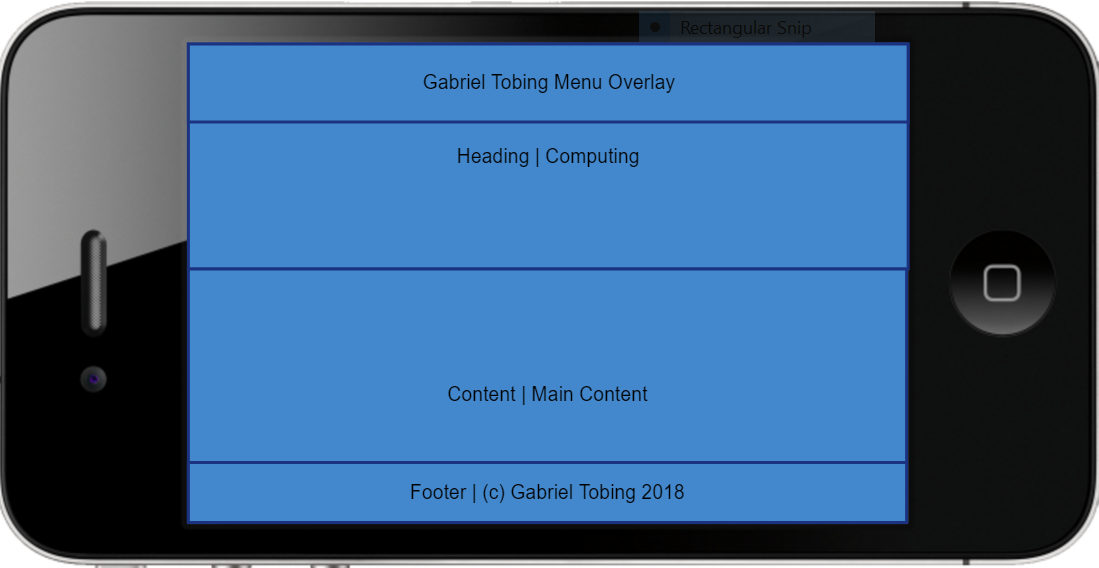 Rectangular Snip
Gabriel Tobing Menu Overlay
Heading | Computing
Content | Main Content
Footer | (c) Gabriel Tobing 2018